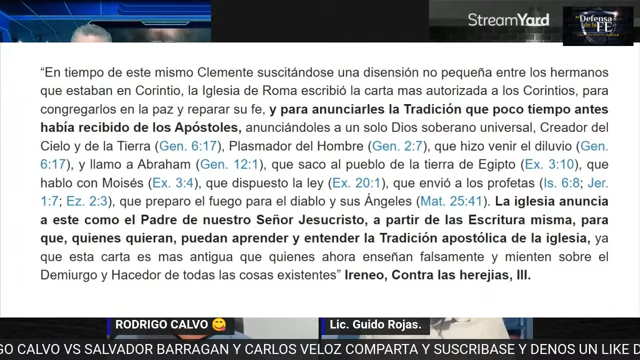 StreamYard
Defensa
de la
FE
“En tiempo de este mismo Clemente suscitándose una disensión no pequeña entre los hermanos
que estaban en Corintio, la Iglesia de Roma escribió la carta mas autorizada a los Corintios, para
congregarlos en la paz y reparar su fe, y para anunciarles la Tradición que poco tiempo antes
había recibido de los Apóstoles, anunciándoles a un solo Dios soberano universal, Creador del
Cielo y de la Tierra (Gen. 6:17), Plasmador del Hombre (Gen. 2:7), que hizo venir el diluvio (Gen.
6:17), y llamo a Abraham (Gen. 12:1), que saco al pueblo de la tierra de Egipto (Ex. 3:10), que
hablo con Moisés (Ex. 3:4), que dispuesto la ley (Ex. 20:1), que envió a los profetas (Is. 6:8; Jer.
1:7; Ez. 2:3), que preparo el fuego para el diablo y sus Ángeles (Mat. 25:41). La iglesia anuncia
a este como el Padre de nuestro Señor Jesucristo, a partir de las Escritura misma, para
que, quienes quieran, puedan aprender y entender la Tradición apostólica de la iglesia, ya
que esta carta es mas antigua que quienes ahora enseñan falsamente y mienten sobre el
Demiurgo y Hacedor de todas las cosas existentes” Ireneo, Contra las herejías, III.
RODRIGO CALVO 😋
Lic. Guido Rojas.
GO CALVO VS SALVADOR BARRAGAN Y CARLOS VELOZ COMPARTA Y SUSCRIBASE Y DENOS UN LIKE D